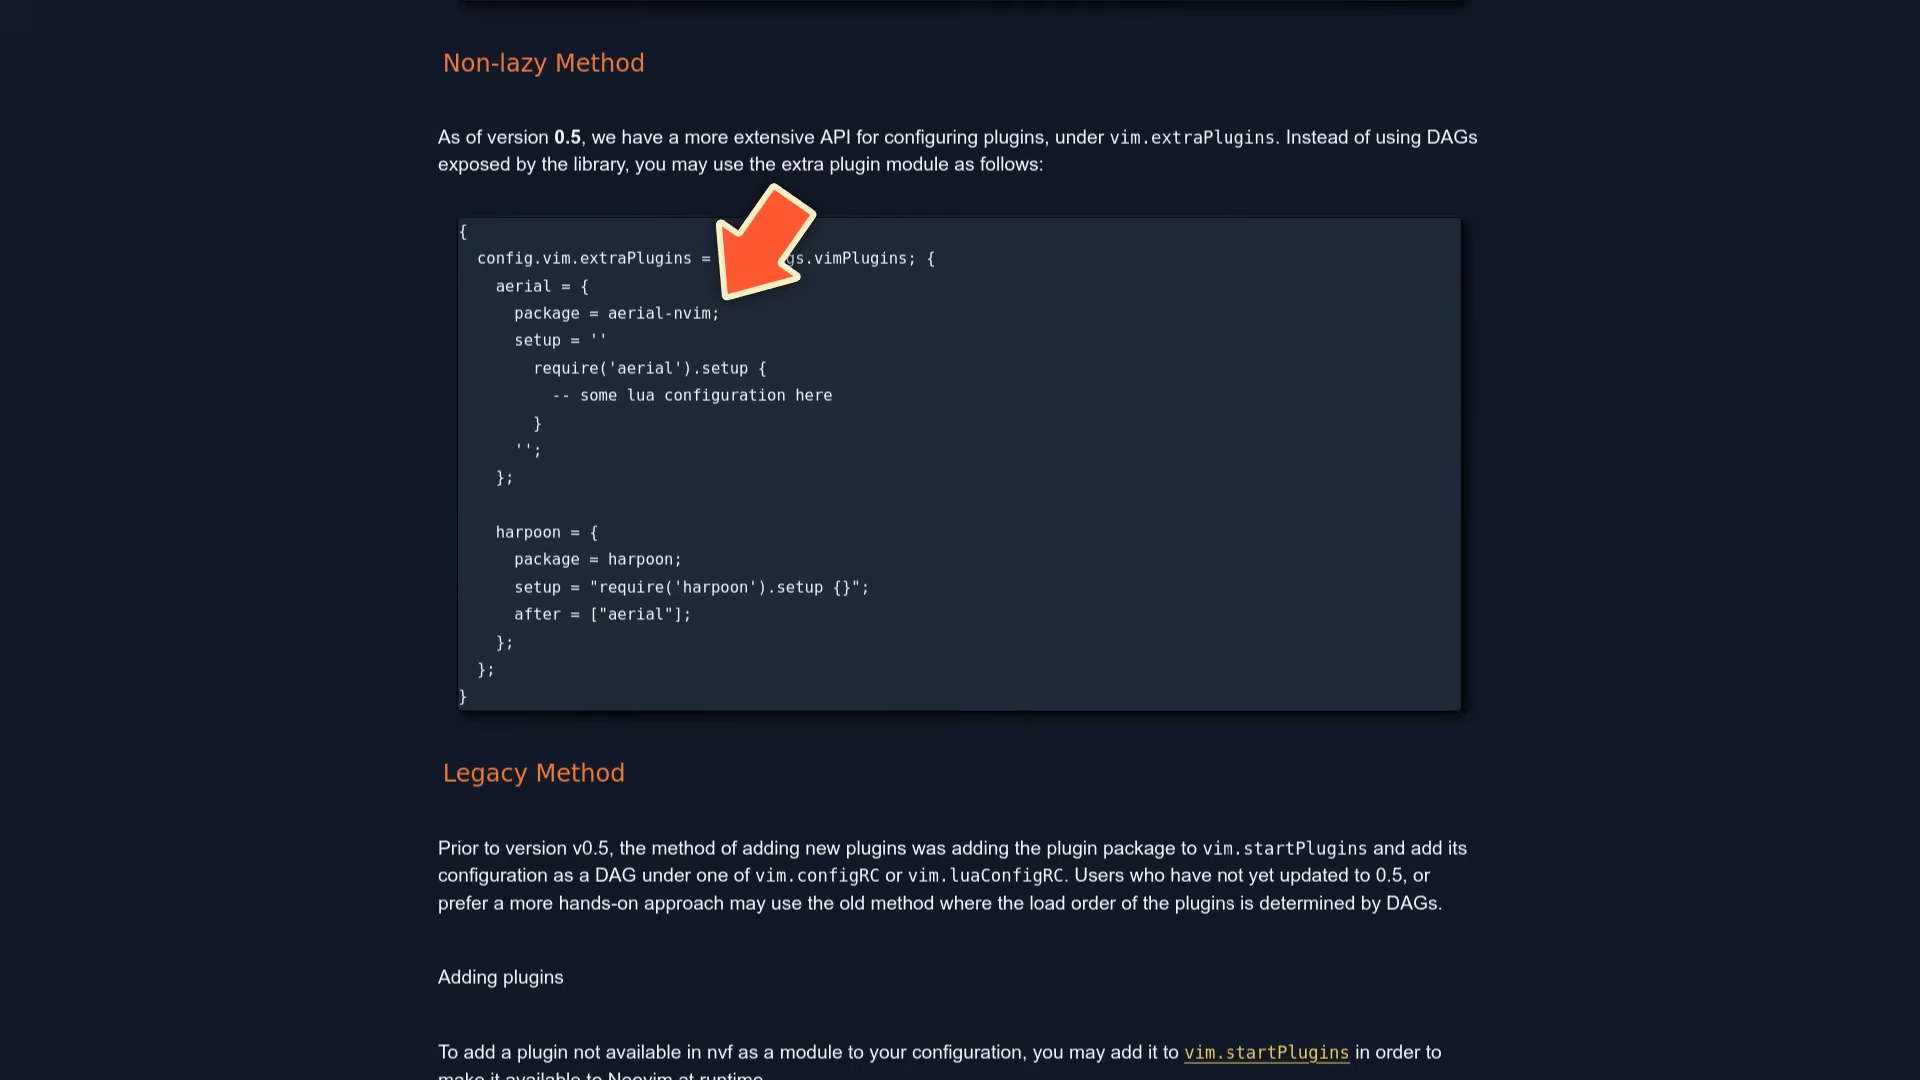 Non-lazy Method
As of version 0.5, we have a more extensive API for configuring plugins, under vim.extraPlugins. Instead of using DAGs
exposed by the library, you may use the extra plugin module as follows:
{
  config.vim.extraPlugins = gs.vimPlugins; {
    aerial = {
      package = aerial-nvim;
      setup = ''
        require('aerial').setup {
          -- some lua configuration here
        }
      '';
    };
    harpoon = {
      package = harpoon;
      setup = "require('harpoon').setup {}";
      after = ["aerial"];
    };
  };
}
Legacy Method
Prior to version v0.5, the method of adding new plugins was adding the plugin package to vim.startPlugins and add its
configuration as a DAG under one of vim.configRC or vim.luaConfigRC. Users who have not yet updated to 0.5, or
prefer a more hands-on approach may use the old method where the load order of the plugins is determined by DAGs.
Adding plugins
To add a plugin not available in nvf as a module to your configuration, you may add it to vim.startPlugins in order to
make it available to Neovim at runtime.